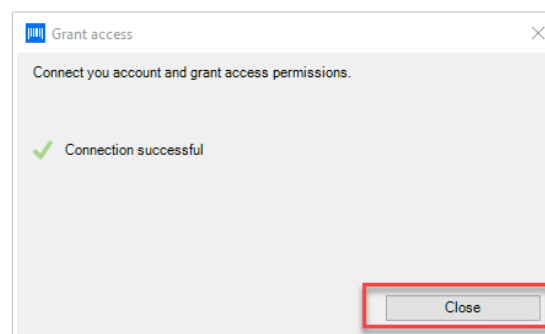 Grant access
Connect you account and grant access permissions.
Connection successful
Close